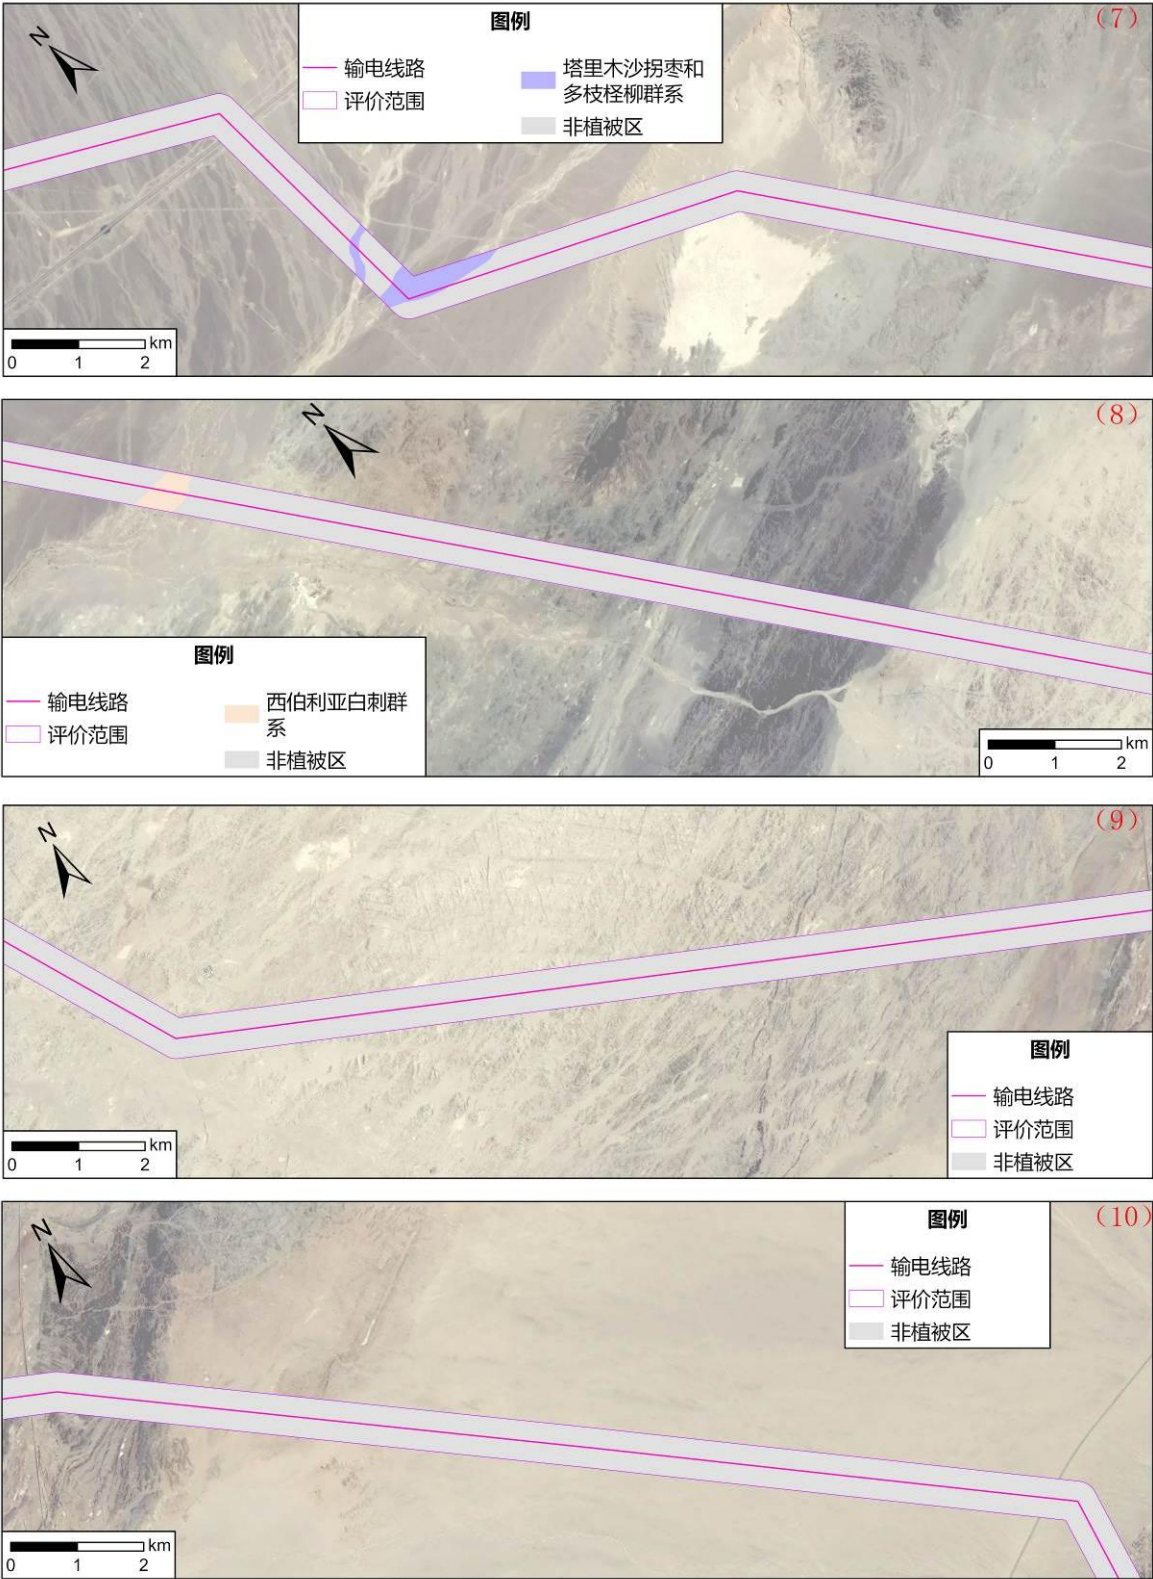 (7)
N
图例
输电线路
评价范围
塔里木沙拐枣和
多枝柽柳群系
非植被区
km
0 1 2
(8)
N
图例
输电线路
评价范围
西伯利亚白刺群
系
非植被区
km
0 1 2
(9)
N
图例
输电线路
评价范围
非植被区
km
0 1 2
(10)
N
图例
输电线路
评价范围
非植被区
km
0 1 2